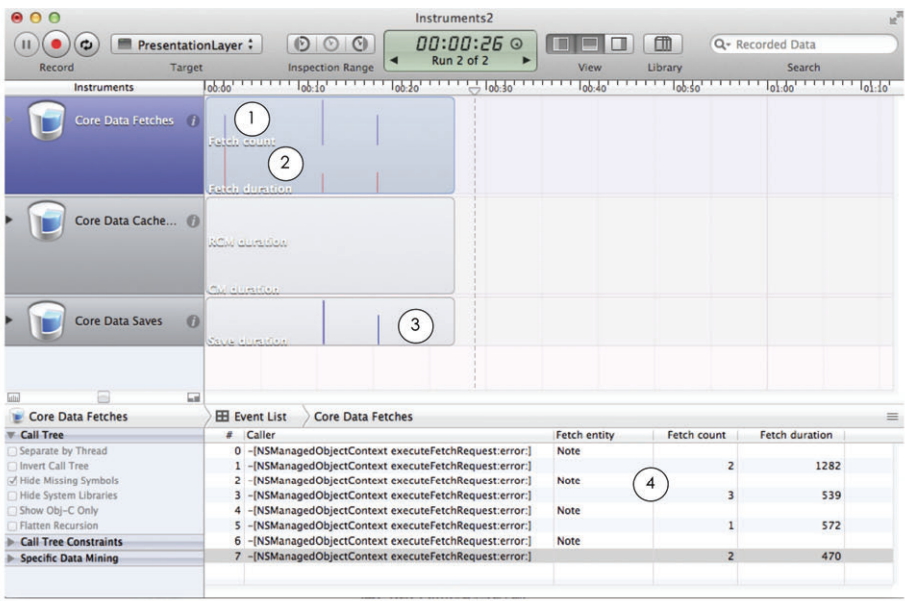 Instruments2
00:00:26
Run 2 of 2
PresentationLayer
Recorded Data
Record
Target
Inspection Range
View
Library
Search
Instruments
00:00
00:10
00:20
00:30
00:40
00:50
01:00
01:10
Core Data Fetches
1
Fetch count
2
Fetch duration
Core Data Cache...
RCM duration
CM duration
Core Data Saves
3
Save duration
Core Data Fetches
Event List
Core Data Fetches
Call Tree
Separate by Thread
Invert Call Tree
Hide Missing Symbols
Hide System Libraries
Show Obj-C Only
Flatten Recursion
Call Tree Constraints
Specific Data Mining
# Caller Fetch entity Fetch count Fetch duration
0 -[NSManagedObjectContext executeFetchRequest:error:] Note
1 -[NSManagedObjectContext executeFetchRequest:error:] 2 1282
2 -[NSManagedObjectContext executeFetchRequest:error:] Note
4
3 -[NSManagedObjectContext executeFetchRequest:error:] 3 539
4 -[NSManagedObjectContext executeFetchRequest:error:] Note
5 -[NSManagedObjectContext executeFetchRequest:error:] 1 572
6 -[NSManagedObjectContext executeFetchRequest:error:] Note
7 -[NSManagedObjectContext executeFetchRequest:error:] 2 470